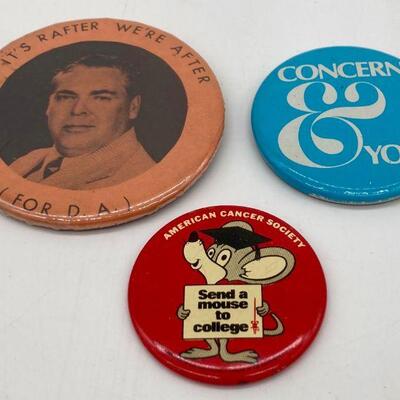 IT'S RAFTER WE'RE AFTER
(FOR D.A.)
CONCERN
&
YO
AMERICAN CANCER SOCIETY
Send a
mouse
to
college